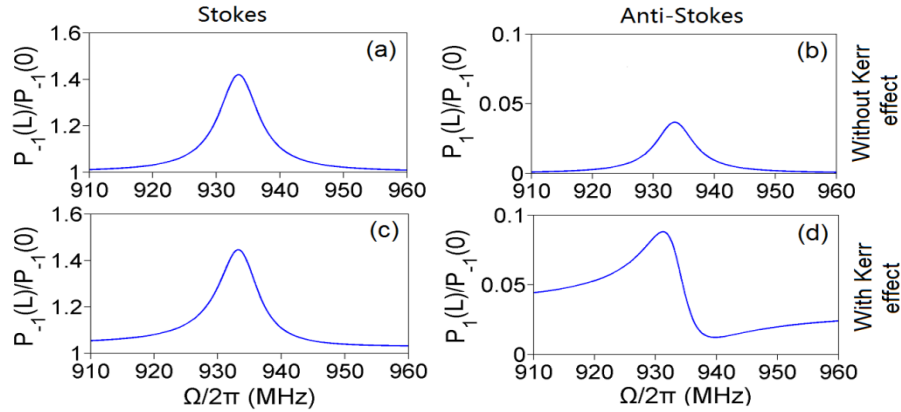 Stokes
Anti-Stokes
P₋₁(L)/P₋₁(0)
1.6
1.4
1.2
1
(a)
910 920 930 940 950 960
P₁(L)/P₋₁(0)
0.1
0.05
0
(b)
910 920 930 940 950 960
Without Kerr
effect
P₋₁(L)/P₋₁(0)
1.6
1.4
1.2
1
(c)
910 920 930 940 950 960
Ω/2π (MHz)
P₁(L)/P₋₁(0)
0.1
0.05
0
(d)
910 920 930 940 950 960
Ω/2π (MHz)
With Kerr
effect